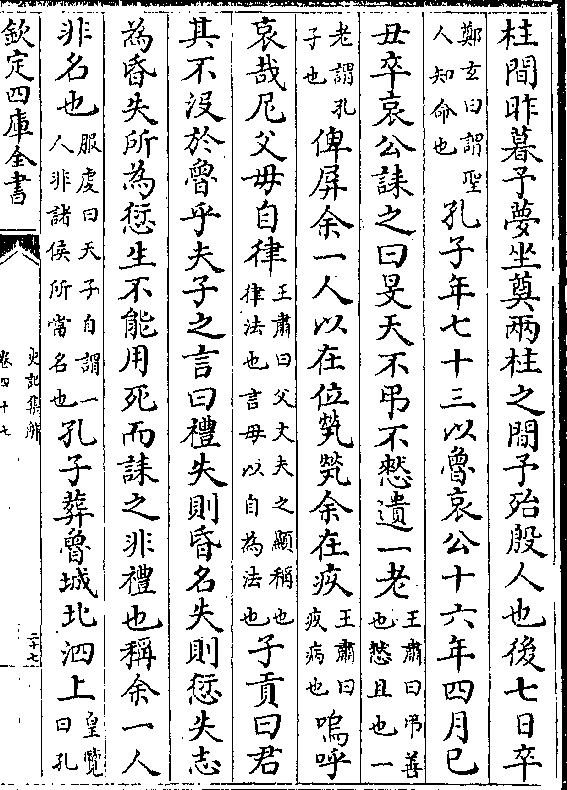 柱間昨暮予夢坐奠兩柱之間予殆殷人也後七日卒
鄭𤣥曰謂聖人知命也孔子年七十三以魯哀公十六年四月已
丑卒哀公誄之曰旻天不弔不憖遺一老王肅曰弔善也憖且也一
老謂孔子也俾屏余一人以在位煢煢余在疚王肅曰疚病也嗚呼
哀哉尼父毋自律王肅曰父丈夫之顯稱也律法也言毋以自為法也子貢曰君
其不沒於魯乎夫子之言曰禮失則昏名失則愆失志
為昏失所為愆生不能用死而誄之非禮也稱余一人
非名也服䖍曰天子自謂一人非諸侯所當名也孔子葬魯城北泗上皇覽曰孔
欽定四庫全書
史記集解
卷四十七
二十七